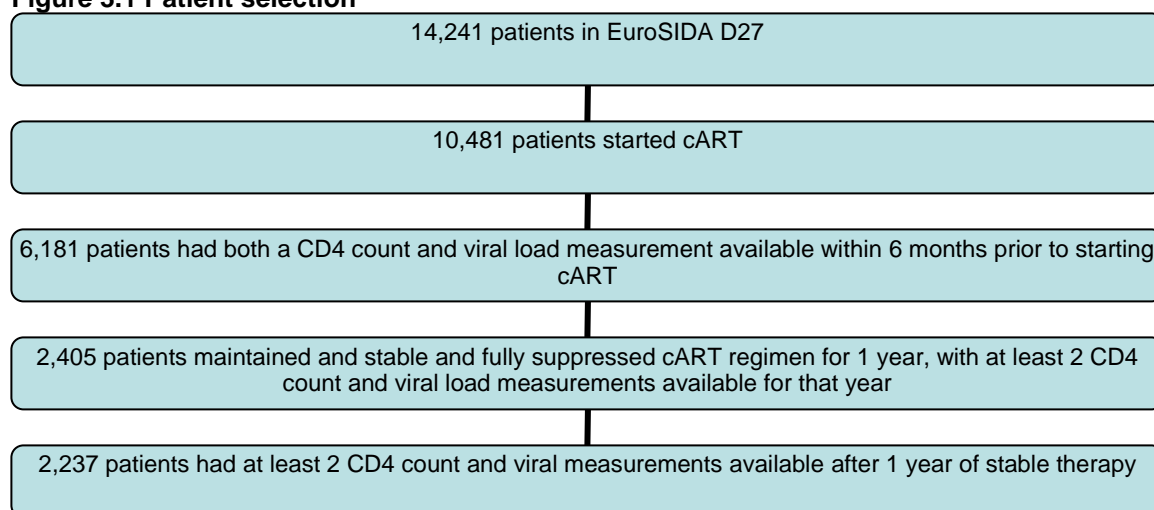 Figure Patient selection
14,241 patients in EuroSIDA D27
10,481 patients started cART
6,181 patients had both a CD4 count and viral load measurement available within 6 months prior to starting
cART
2,405 patients maintained and stable and fully suppressed cART regimen for 1 year, with at least 2 CD4
count and viral load measurements available for that year
2,237 patients had at least 2 CD4 count and viral measurements available after 1 year of stable therapy